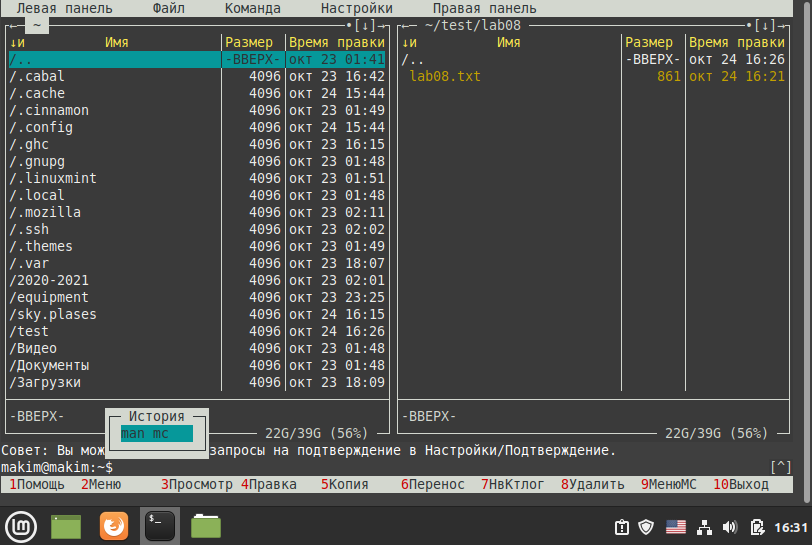 Левая панель Файл Команда Настройки Правая панель
~ •[↓] ~/test/lab08 •[↓]
↓и Имя Размер Время правки ↓и Имя Размер Время правки
/.. -ВВЕРХ- окт 23 01:41 /.. -ВВЕРХ- окт 24 16:26
/.cabal 4096 окт 23 16:42 lab08.txt 861 окт 24 16:21
/.cache 4096 окт 24 15:44
/.cinnamon 4096 окт 23 01:49
/.config 4096 окт 24 15:44
/.ghc 4096 окт 23 16:15
/.gnupg 4096 окт 23 01:48
/.linuxmint 4096 окт 23 01:51
/.local 4096 окт 23 01:48
/.mozilla 4096 окт 23 02:11
/.ssh 4096 окт 23 02:02
/.themes 4096 окт 23 01:49
/.var 4096 окт 23 18:07
/2020-2021 4096 окт 23 02:01
/equipment 4096 окт 23 23:25
/sky.plases 4096 окт 24 16:15
/test 4096 окт 24 16:26
/Видео 4096 окт 23 01:48
/Документы 4096 окт 23 01:48
/Загрузки 4096 окт 23 18:09
-ВВЕРХ- -ВВЕРХ-
История
man mc
22G/39G (56%) 22G/39G (56%)
Совет: Вы мож запросы на подтверждение в Настройки/Подтверждение.
makim@makim:~$ [^]
1Помощь 2Меню 3Просмотр 4Правка 5Копия 6Перенос 7НвКтлог 8Удалить 9МенюМС 10Выход
lm $_ 16:31